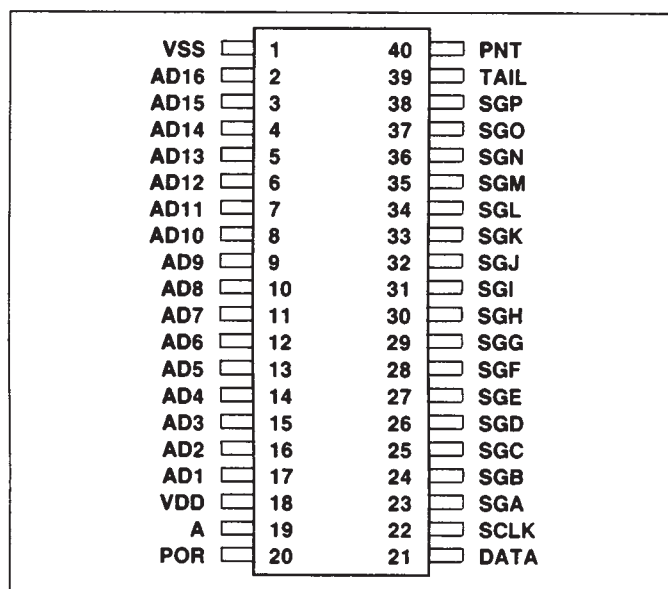 VSS 1 40 PNT
AD16 2 39 TAIL
AD15 3 38 SGP
AD14 4 37 SGO
AD13 5 36 SGN
AD12 6 35 SGM
AD11 7 34 SGL
AD10 8 33 SGK
AD9 9 32 SGJ
AD8 10 31 SGI
AD7 11 30 SGH
AD6 12 29 SGG
AD5 13 28 SGF
AD4 14 27 SGE
AD3 15 26 SGD
AD2 16 25 SGC
AD1 17 24 SGB
VDD 18 23 SGA
A 19 22 SCLK
POR 20 21 DATA